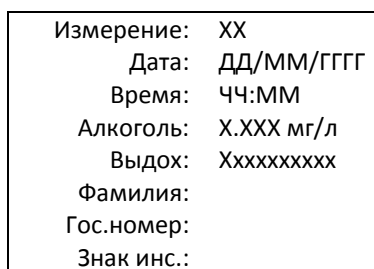 Измерение: XX
Дата: ДД/ММ/ГГГГ
Время: ЧЧ:ММ
Алкоголь: X.XXX мг/л
Выдох: Xxxxxxxxxx
Фамилия:
Гос.номер:
Знак инс.: